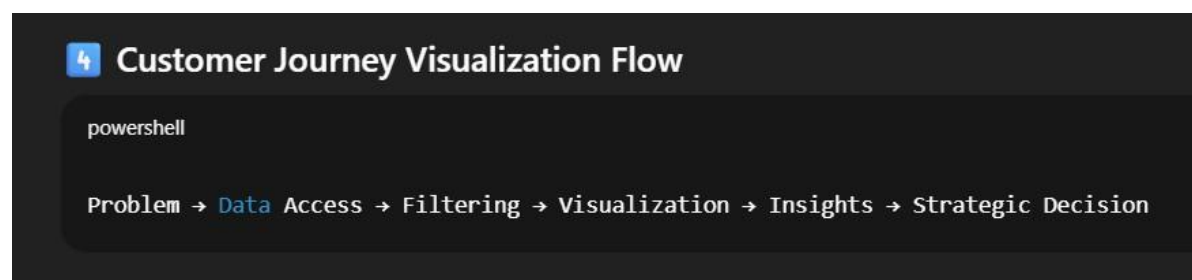 4 Customer Journey Visualization Flow
powershell
Problem → Data Access → Filtering → Visualization → Insights → Strategic Decision